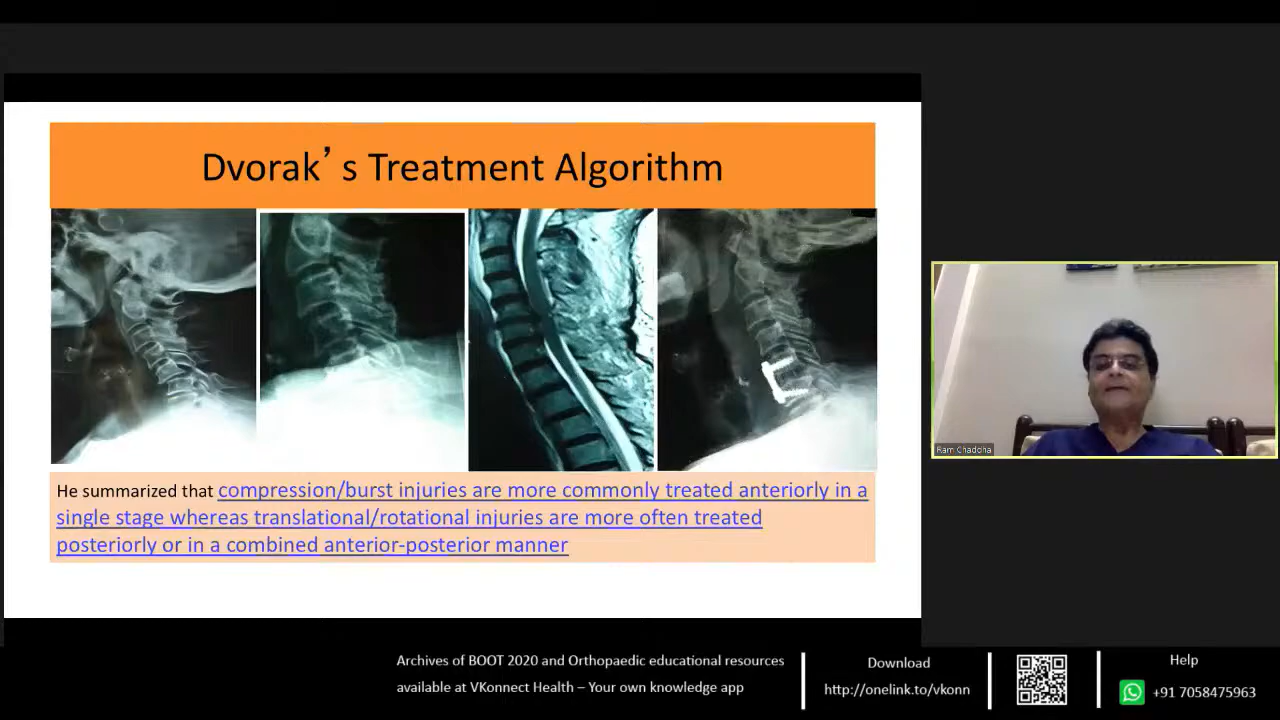 Dvorak’s Treatment Algorithm
He summarized that compression/burst injuries are more commonly treated anteriorly in a
single stage whereas translational/rotational injuries are more often treated
posteriorly or in a combined anterior-posterior manner
Ram Chaddha
Archives of BOOT 2020 and Orthopaedic educational resources
available at VKonnect Health – Your own knowledge app
Download
http://onelink.to/vkonn
Help
+91 7058475963